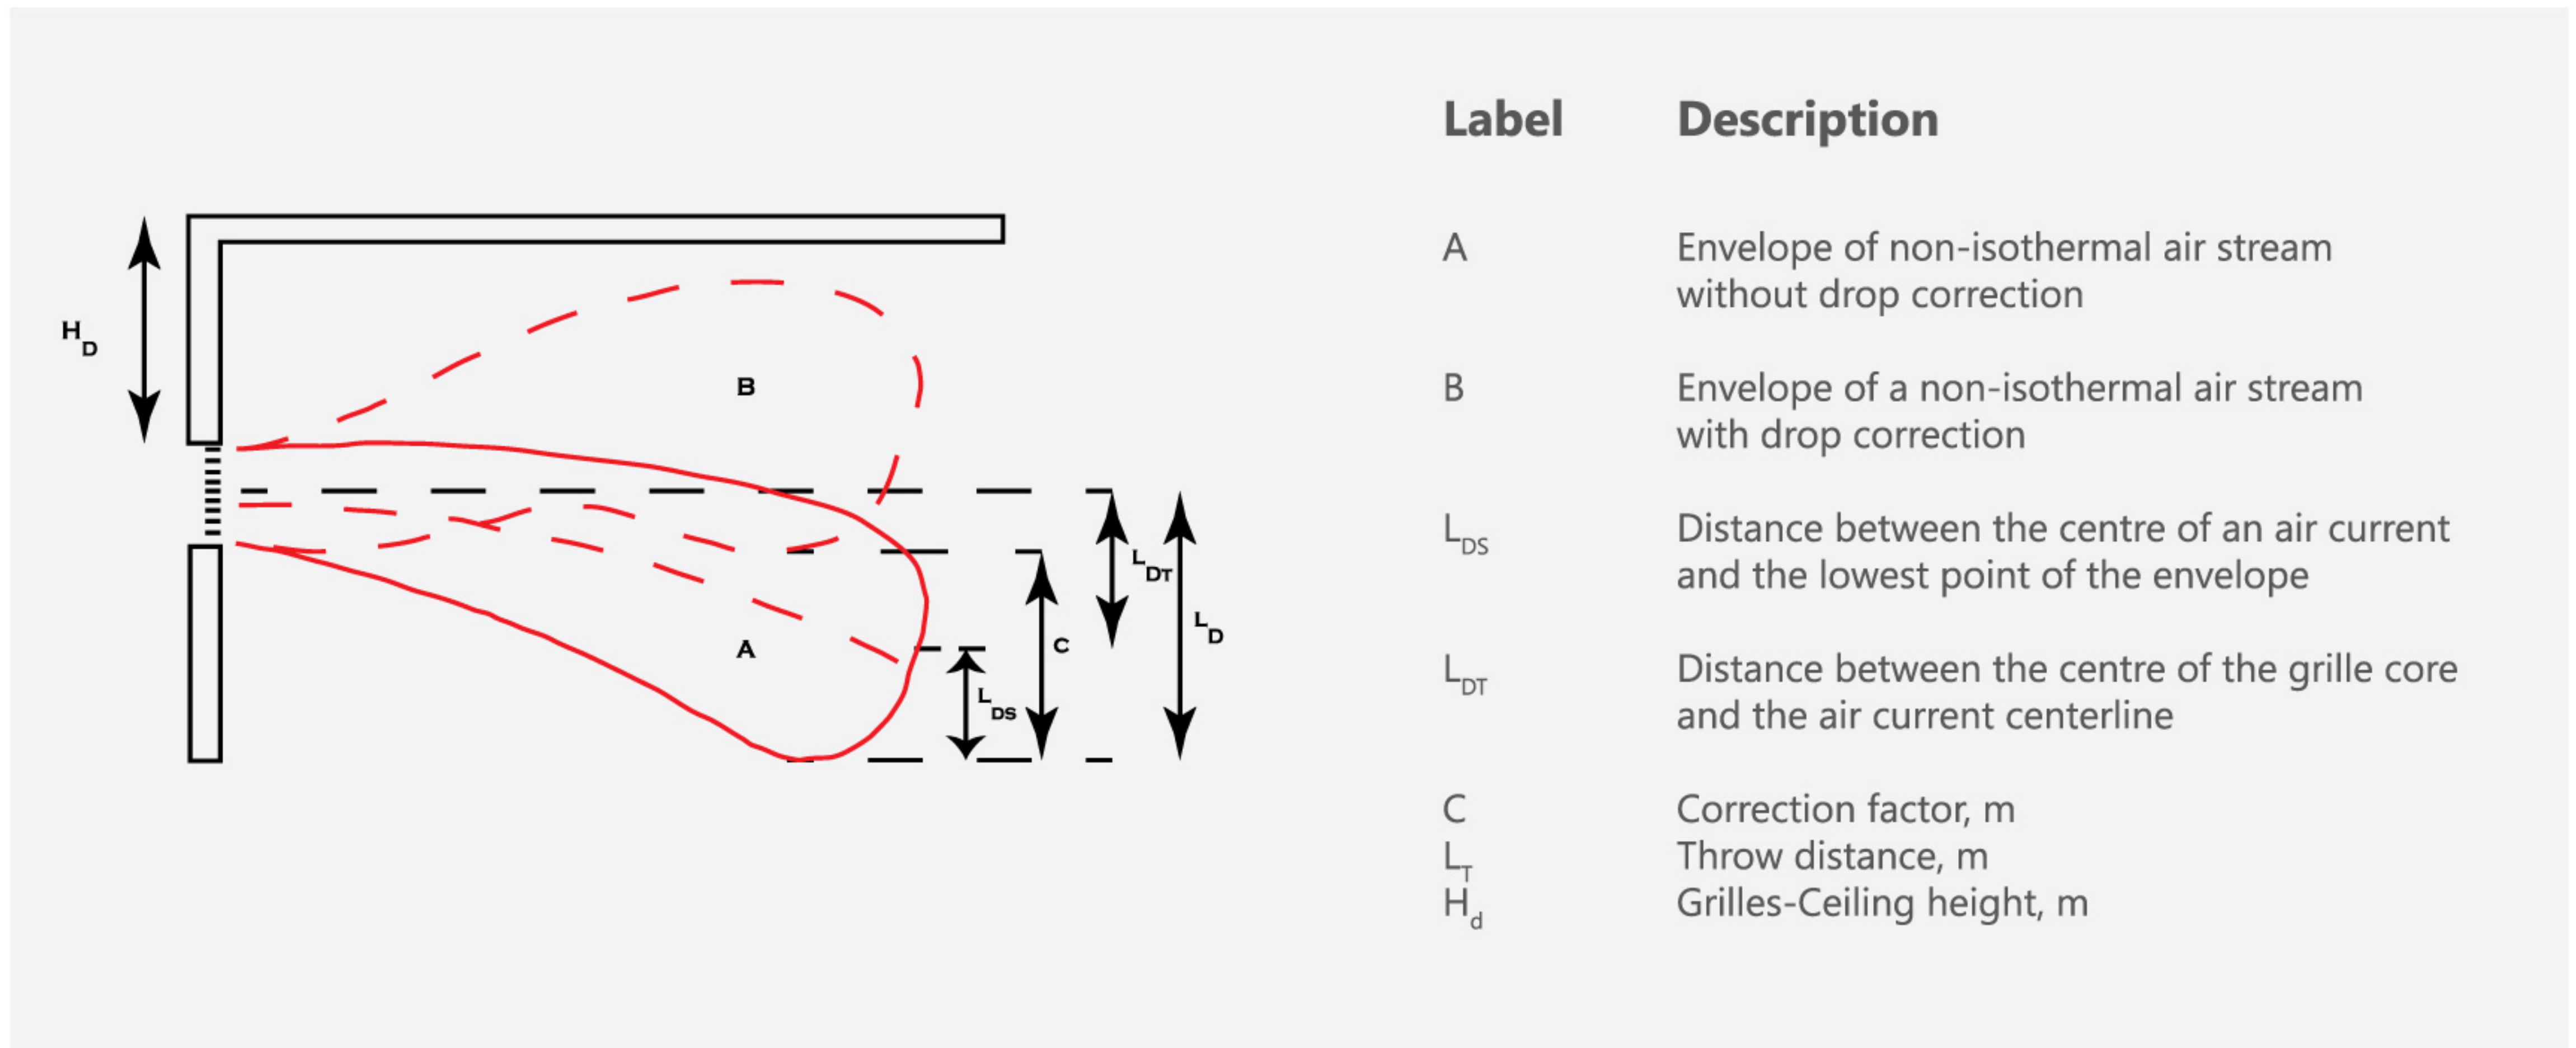 H D
B
A
L DT
L D
C
L DS
Label Description
A Envelope of non-isothermal air stream
without drop correction
B Envelope of a non-isothermal air stream
with drop correction
L DS Distance between the centre of an air current
and the lowest point of the envelope
L DT Distance between the centre of the grille core
and the air current centerline
C Correction factor, m
L T Throw distance, m
H d Grilles-Ceiling height, m